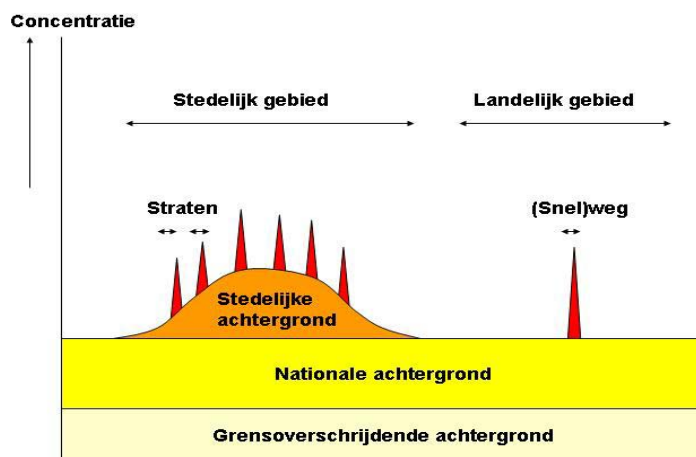 Concentratie
Stedelijk gebied
Landelijk gebied
Straten
(Snel)weg
Stedelijke
achtergrond
Nationale achtergrond
Grensoverschrijdende achtergrond